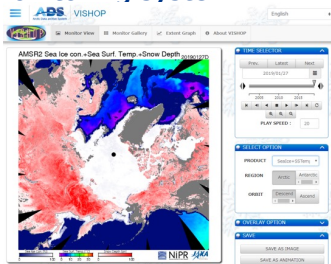 ADS
VISHOP
English
Monitor View
Monitor Gallery
Extent Graph
About VISHOP
AMSR2 Sea Ice con.+Sea Surf. Temp.+Snow Depth 20190127D
NiPR
TIME SELECTOR
Prev.
Latest
Next
2019/01/27
PLAY SPEED :
20
SELECT OPTION
PRODUCT
REGION
Arctic
Antarctic
ORBIT
Descend
Ascend
OVERLAY OPTION
SAVE
SAVE AS IMAGE
SAVE AS ANIMATION